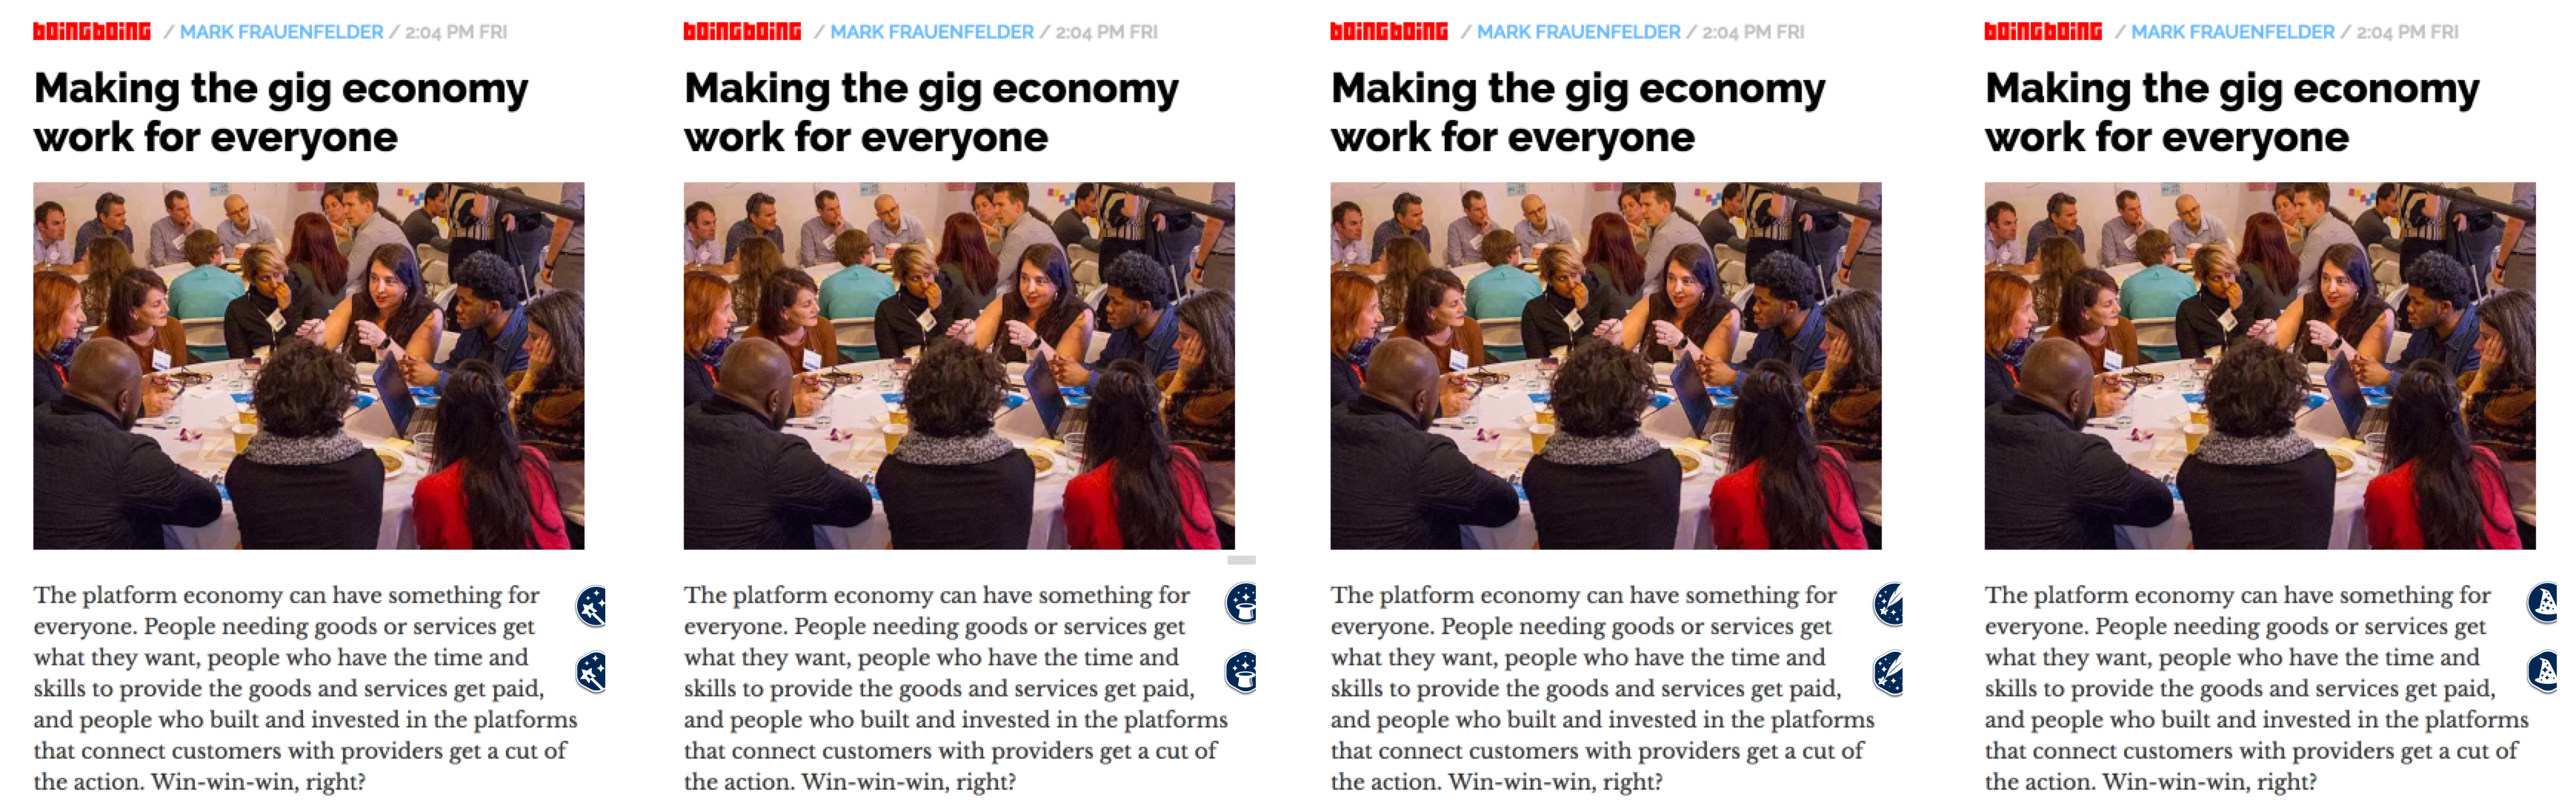 boingboing / MARK FRAUENFELDER / 2:04 PM FRI
Making the gig economy
work for everyone
The platform economy can have something for
everyone. People needing goods or services get
what they want, people who have the time and
skills to provide the goods and services get paid,
and people who built and invested in the platforms
that connect customers with providers get a cut of
the action. Win-win-win, right?
boingboing / MARK FRAUENFELDER / 2:04 PM FRI
Making the gig economy
work for everyone
The platform economy can have something for
everyone. People needing goods or services get
what they want, people who have the time and
skills to provide the goods and services get paid,
and people who built and invested in the platforms
that connect customers with providers get a cut of
the action. Win-win-win, right?
boingboing / MARK FRAUENFELDER / 2:04 PM FRI
Making the gig economy
work for everyone
The platform economy can have something for
everyone. People needing goods or services get
what they want, people who have the time and
skills to provide the goods and services get paid,
and people who built and invested in the platforms
that connect customers with providers get a cut of
the action. Win-win-win, right?
boingboing / MARK FRAUENFELDER / 2:04 PM FRI
Making the gig economy
work for everyone
The platform economy can have something for
everyone. People needing goods or services get
what they want, people who have the time and
skills to provide the goods and services get paid,
and people who built and invested in the platforms
that connect customers with providers get a cut of
the action. Win-win-win, right?